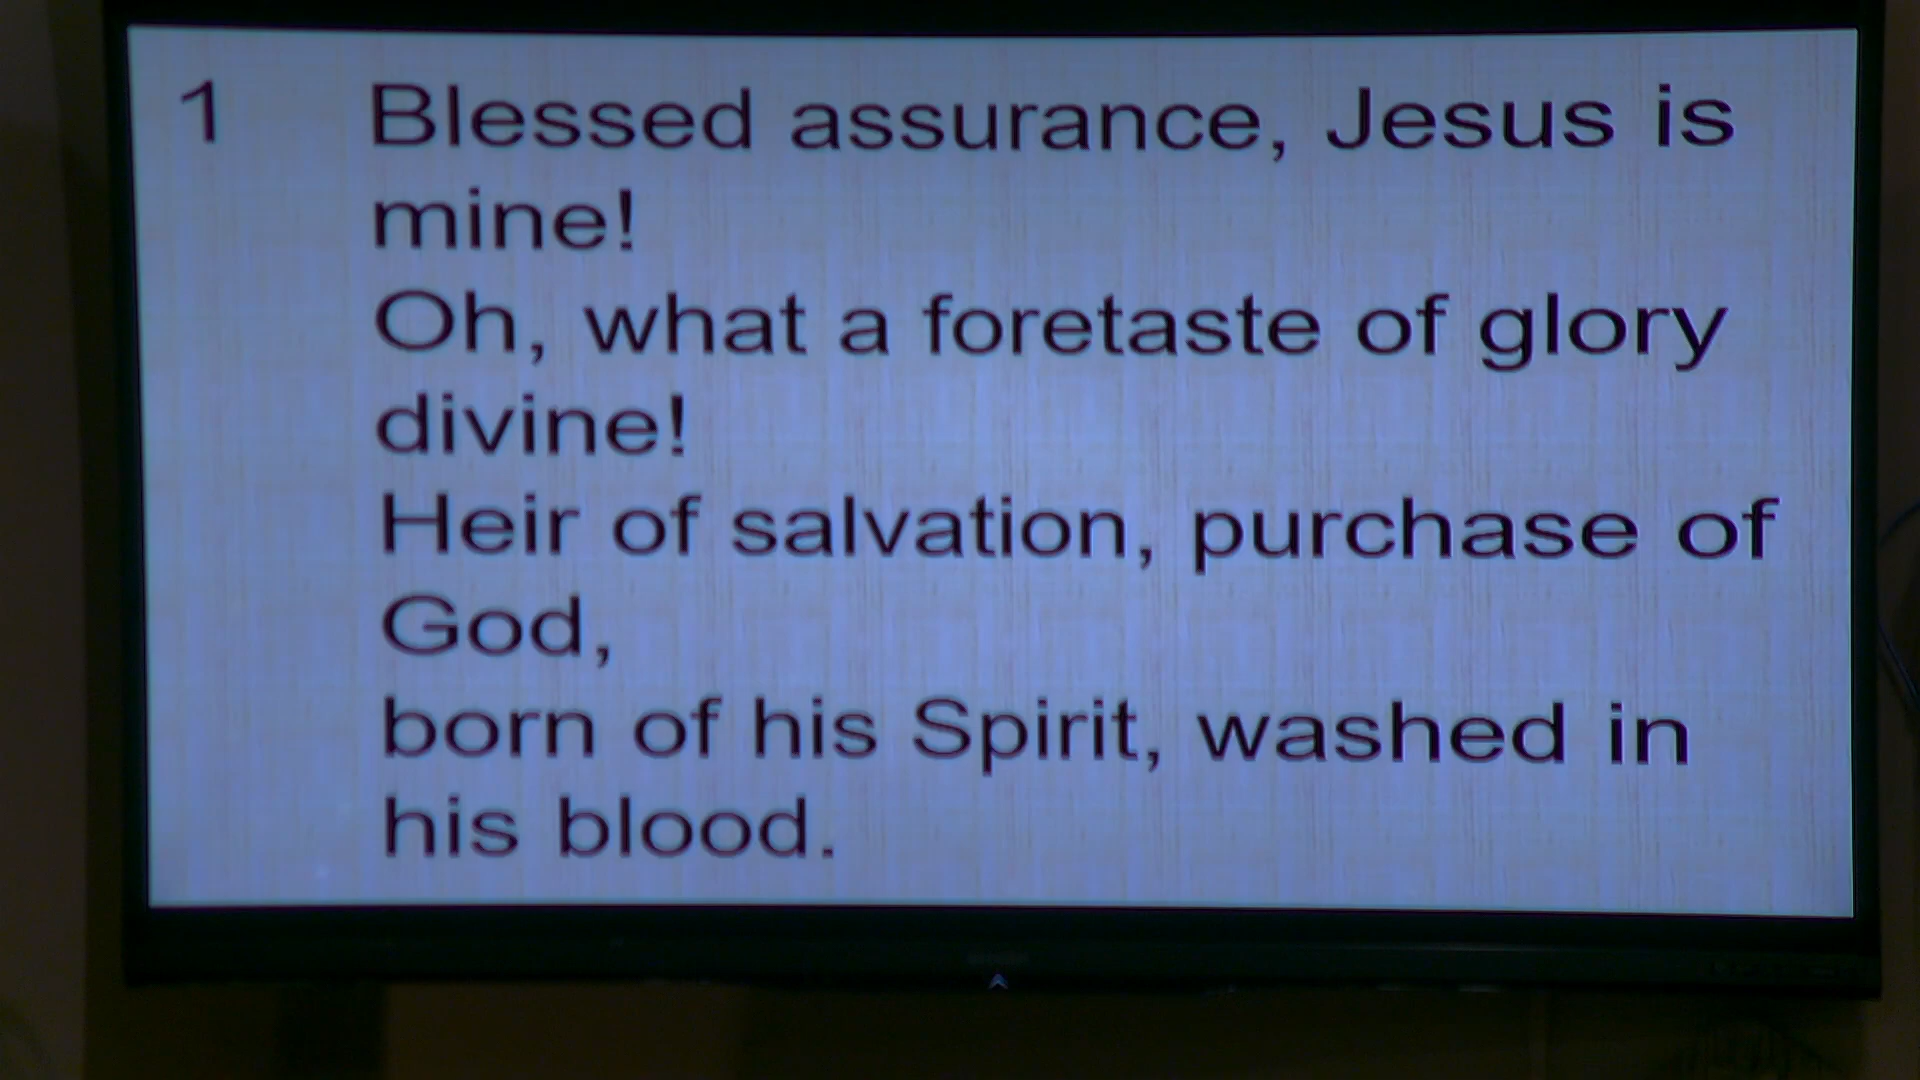 1 Blessed assurance, Jesus is
mine!
Oh, what a foretaste of glory
divine!
Heir of salvation, purchase of
God,
born of his Spirit, washed in
his blood.